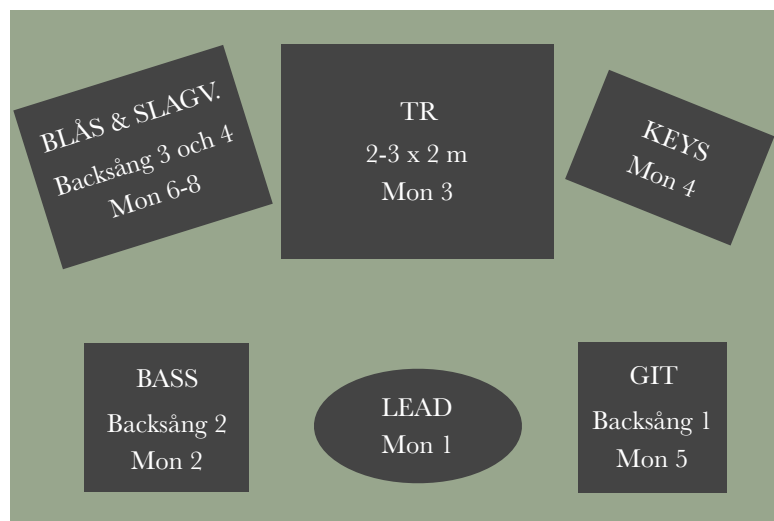 BLÅS & SLAGV.
Backsång 3 och 4
Mon 6-8
TR
2-3 x 2 m
Mon 3
KEYS
Mon 4
BASS
Backsång 2
Mon 2
LEAD
Mon 1
GIT
Backsång 1
Mon 5